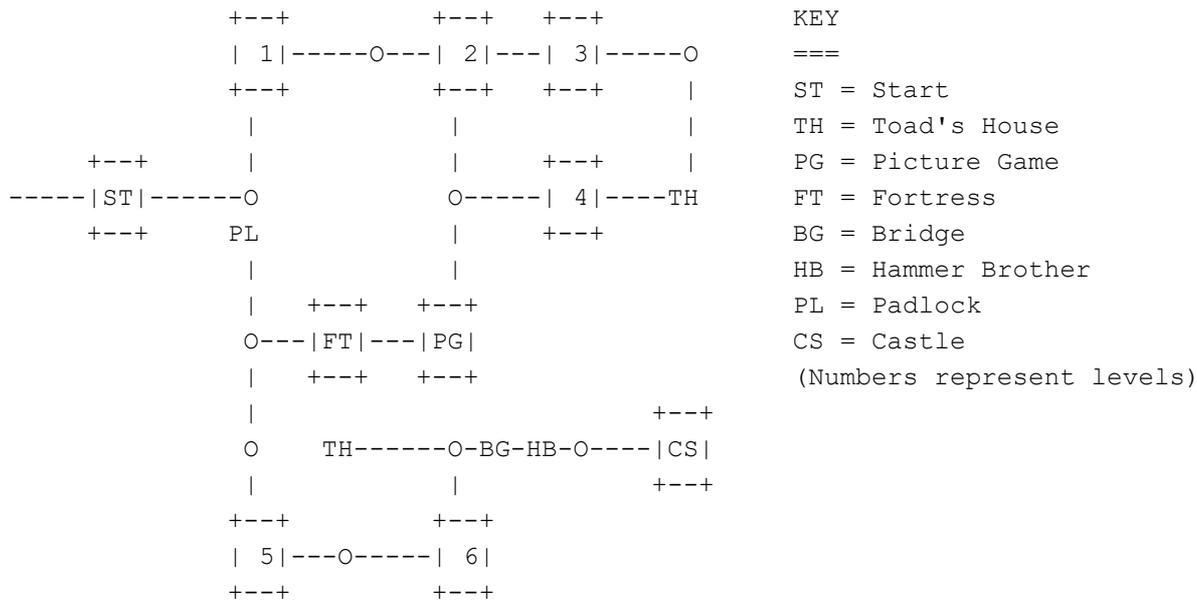 +--+          +--+   +--+             KEY
         | 1|-----O---| 2|---| 3|-----O      ===
         +--+          +--+   +--+      |      ST = Start
           |             |              |      TH = Toad's House
 +--+      |             |    +--+      |      PG = Picture Game
-----|ST|------O             O-----| 4|----TH     FT = Fortress
 +--+     PL             |    +--+             BG = Bridge
           |             |                     HB = Hammer Brother
           |   +--+   +--+                     PL = Padlock
           O---|FT|---|PG|                     CS = Castle
           |   +--+   +--+                     (Numbers represent levels)
           |                         +--+
           O    TH------O-BG-HB-O----|CS|
           |            |            +--+
         +--+          +--+
         | 5|---O-----| 6|
         +--+          +--+